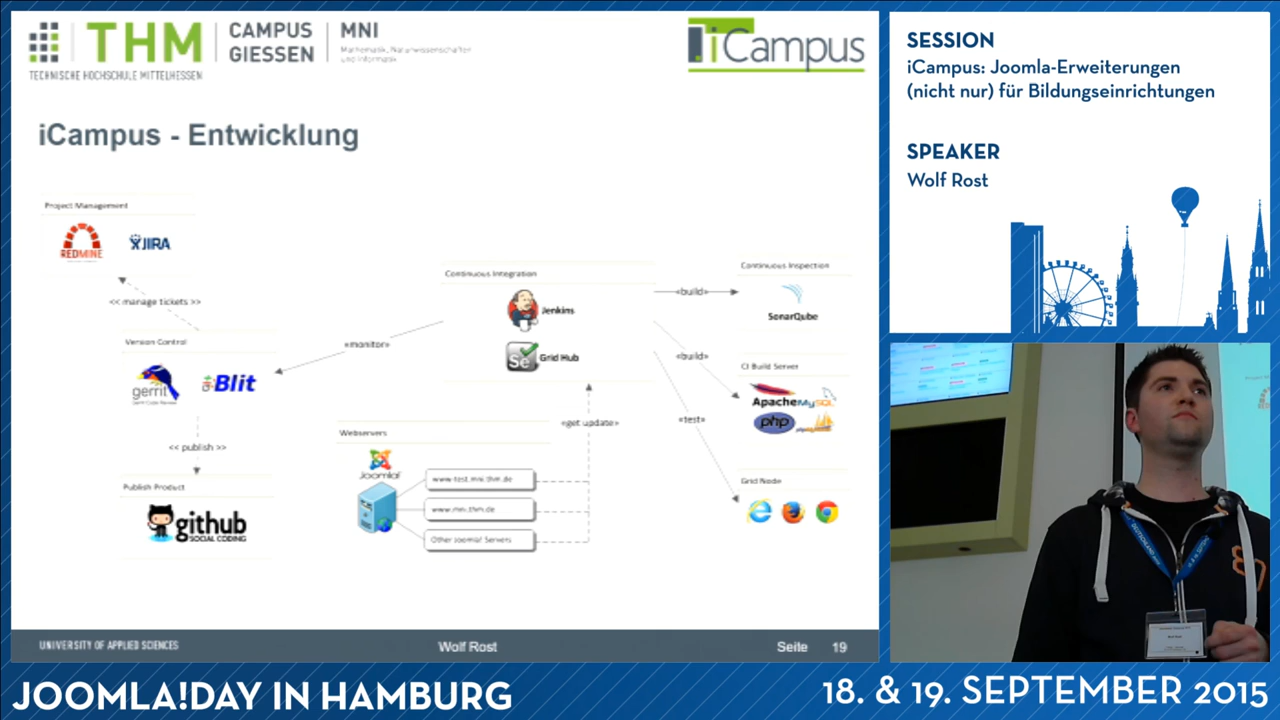 THM
CAMPUS
GIESSEN
MNI
Mathematik, Naturwissenschaften
und Informatik
TECHNISCHE HOCHSCHULE MITTELHESSEN
iCampus
iCampus - Entwicklung
Project Management
REDMINE
JIRA
<< manage tickets >>
Version Control
gerrit
Gerrit Code Review
Blit
<< publish >>
Publish Product
github
SOCIAL CODING
«monitor»
Continuous Integration
Jenkins
Se
Grid Hub
«get update»
Webservers
Joomla!
www-test.mni.thm.de
www.mni.thm.de
Other Joomla! Servers
«build»
«build»
«test»
Continuous Inspection
SonarQube
CI Build Server
Apache
MySQL
php
Grid Node
UNIVERSITY OF APPLIED SCIENCES
Wolf Rost
Seite 19
SESSION
iCampus: Joomla-Erweiterungen
(nicht nur) für Bildungseinrichtungen
SPEAKER
Wolf Rost
JOOMLA!DAY IN HAMBURG
18. & 19. SEPTEMBER 2015